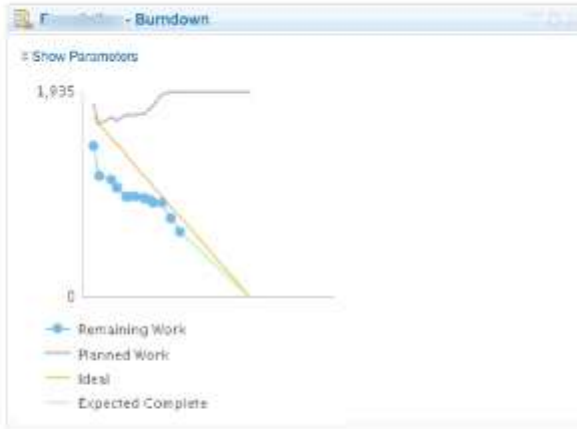 - Burndown
Show Parameters
1,935
0
Remaining Work
Planned Work
Ideal
Expected Complete